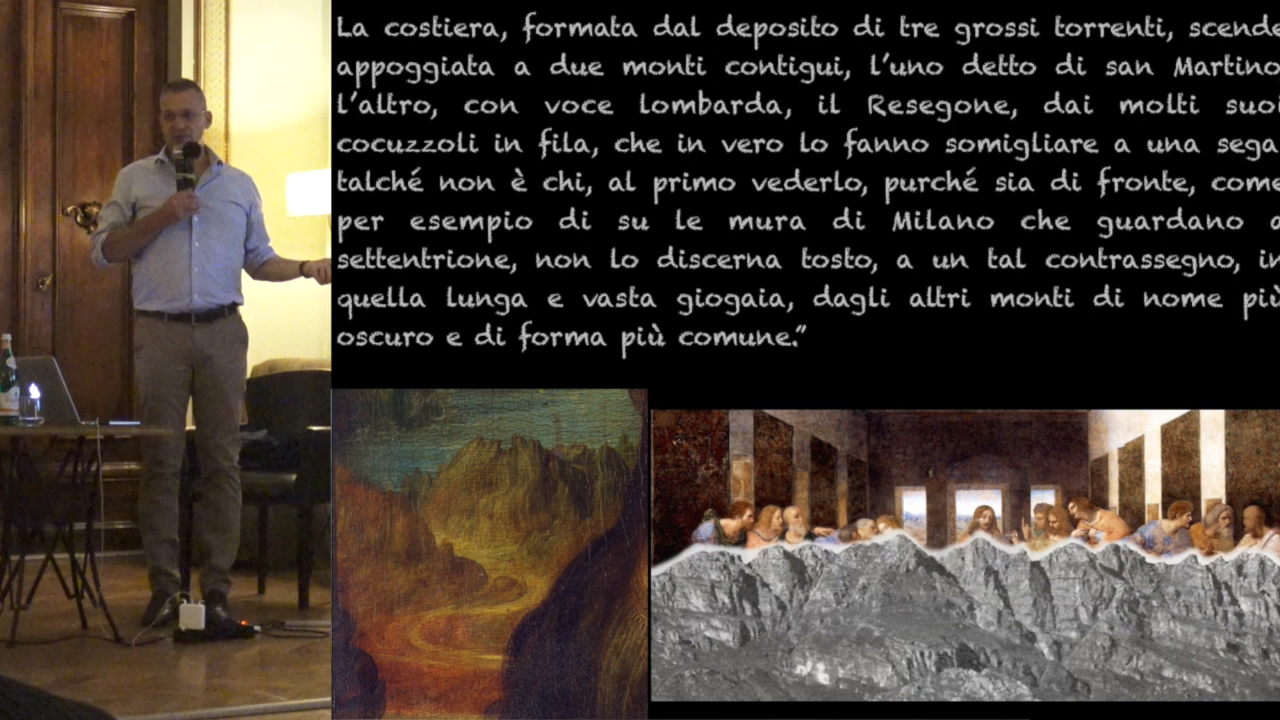 La costiera, formata dal deposito di tre grossi torrenti, scende
appoggiata a due monti contigui, l'uno detto di san Martino
l'altro, con voce lombarda, il Resegone, dai molti suoi
cocuzzoli in fila, che in vero lo fanno somigliare a una sega
talché non è chi, al primo vederlo, purché sia di fronte, come
per esempio di su le mura di Milano che guardano a
settentrione, non lo discerna tosto, a un tal contrassegno, in
quella lunga e vasta giogaia, dagli altri monti di nome più
oscuro e di forma più comune.”